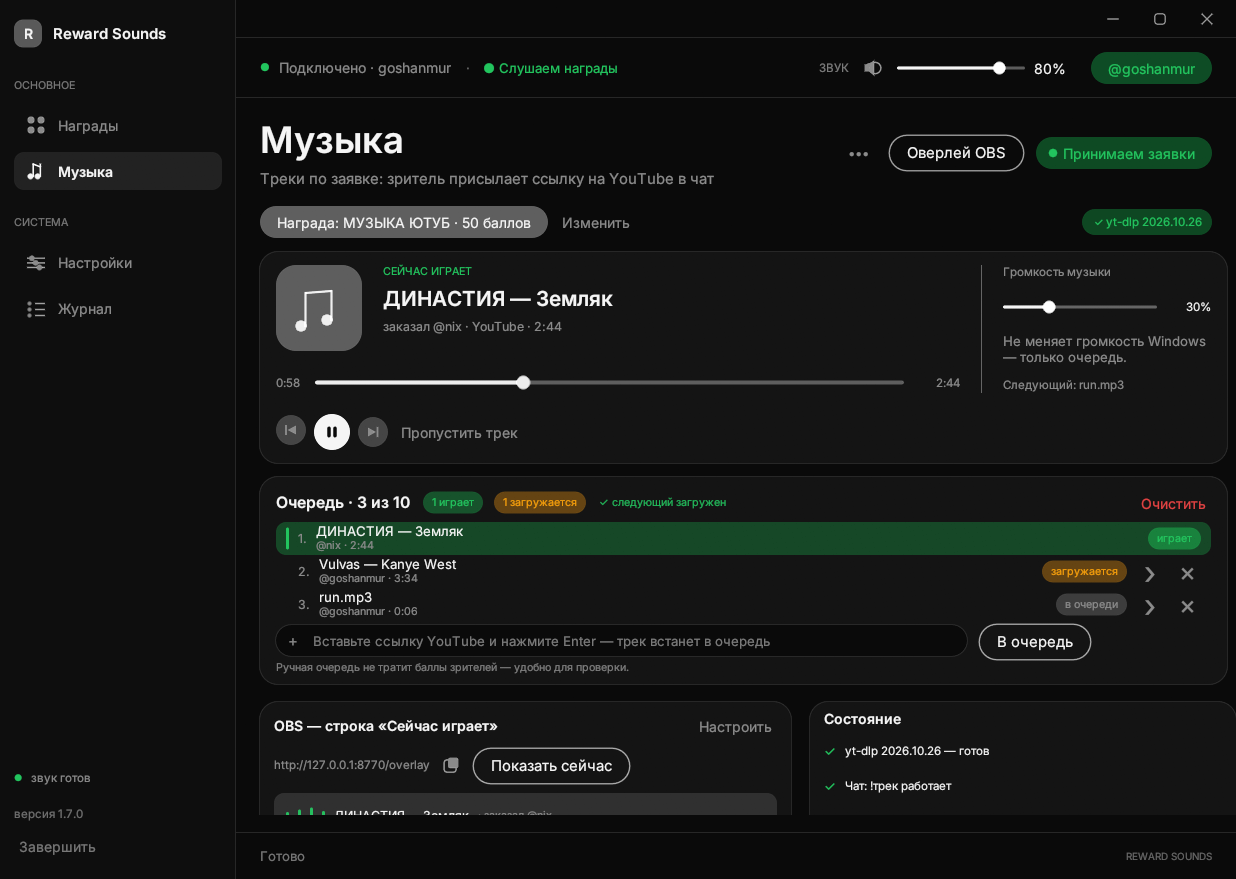 R Reward Sounds
ОСНОВНОЕ
Награды
Музыка
СИСТЕМА
Настройки
Журнал
звук готов
версия 1.7.0
Завершить
Подключено · goshanmur · Слушаем награды
ЗВУК 80% @goshanmur
Музыка
Треки по заявке: зритель присылает ссылку на YouTube в чат
••• Оверлей OBS Принимаем заявки
Награда: МУЗЫКА ЮТУБ · 50 баллов Изменить
✓ yt-dlp 2026.10.26
СЕЙЧАС ИГРАЕТ
ДИНАСТИЯ — Земляк
заказал @nix · YouTube · 2:44
0:58 2:44
Пропустить трек
Громкость музыки
30%
Не меняет громкость Windows
— только очередь.
Следующий: run.mp3
Очередь · 3 из 10 1 играет 1 загружается ✓ следующий загружен Очистить
1. ДИНАСТИЯ — Земляк
@nix · 2:44
играет
2. Vulvas — Kanye West
@goshanmur · 3:34
загружается
3. run.mp3
@goshanmur · 0:06
в очереди
+ Вставьте ссылку YouTube и нажмите Enter — трек встанет в очередь
В очередь
Ручная очередь не тратит баллы зрителей — удобно для проверки.
OBS — строка «Сейчас играет» Настроить
http://127.0.0.1:8770/overlay Показать сейчас
ДИНАСТИЯ — Земляк · заказал @nix
Состояние
✓ yt-dlp 2026.10.26 — готов
✓ Чат: !трек работает
Готово
REWARD SOUNDS